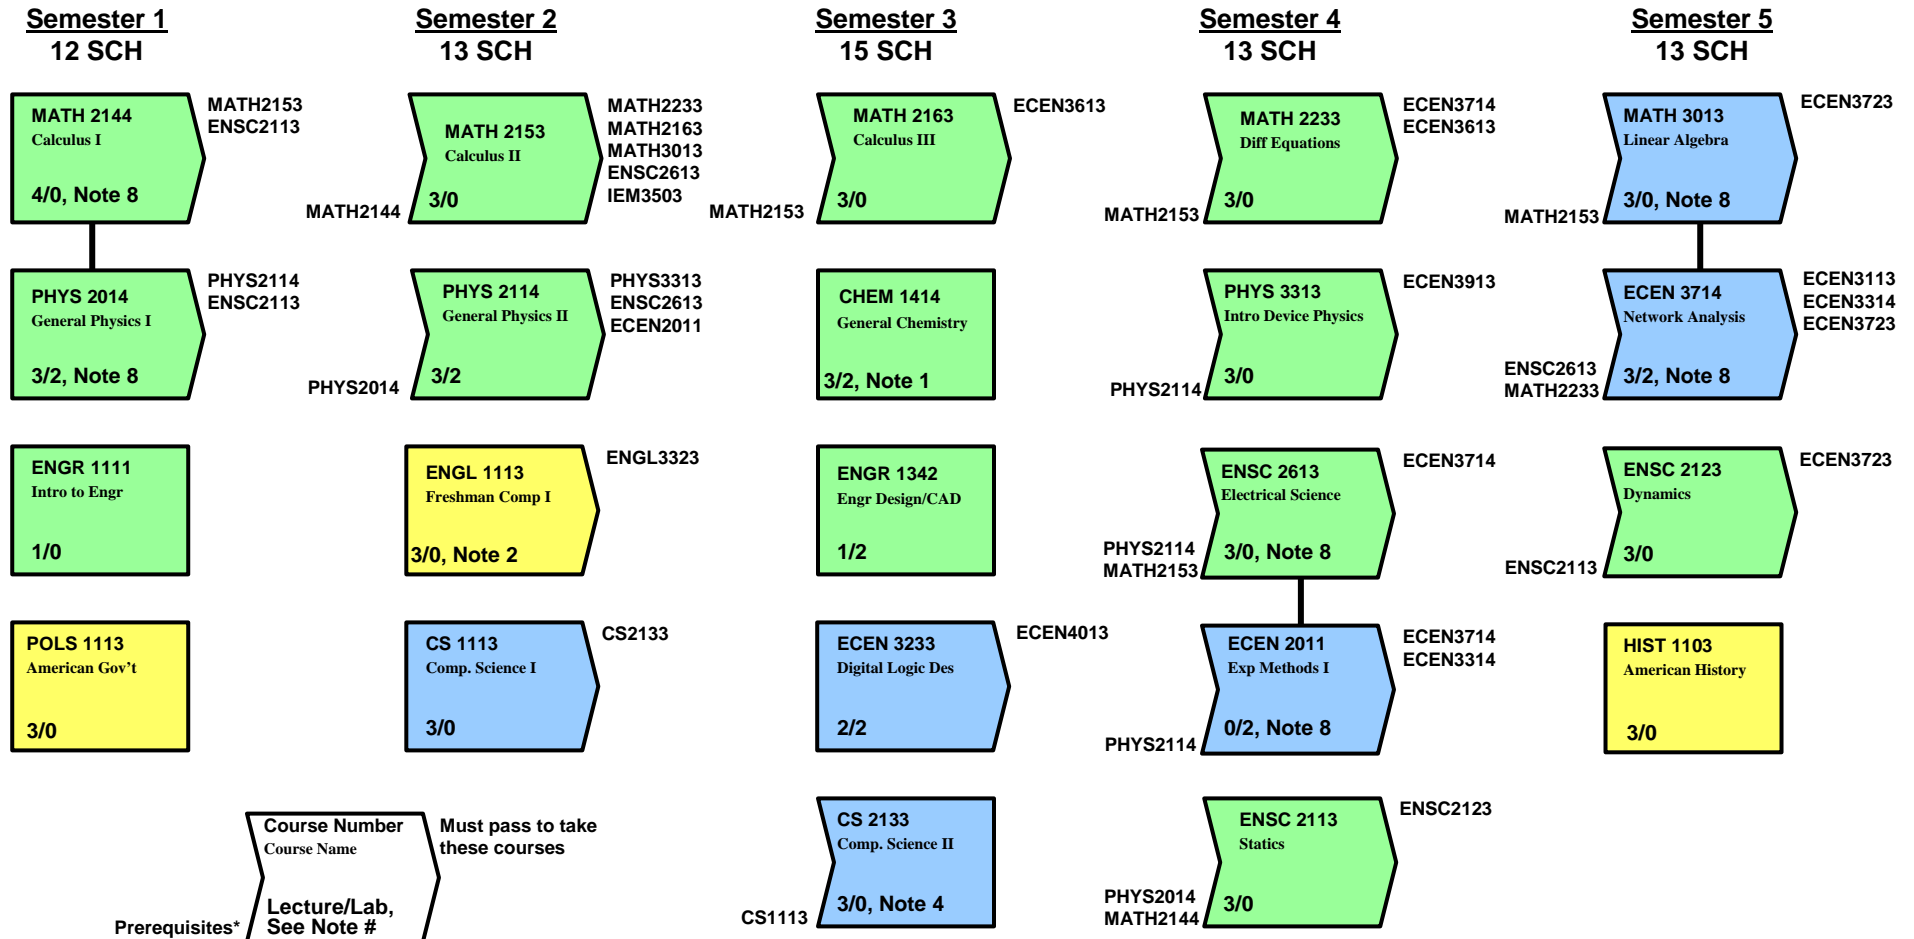 Semester 1
12 SCH
MATH 2144
Calculus I
4/0, Note 8
MATH2153
ENSC2113
PHYS 2014
General Physics I
3/2, Note 8
PHYS2114
ENSC2113
ENGR 1111
Intro to Engr
1/0
POLS 1113
American Gov't
3/0
Semester 2
13 SCH
MATH 2153
Calculus II
3/0
MATH2144
MATH2233
MATH2163
MATH3013
ENSC2613
IEM3503
PHYS 2114
General Physics II
3/2
PHYS2014
PHYS3313
ENSC2613
ECEN2011
ENGL 1113
Freshman Comp I
3/0, Note 2
ENGL3323
CS 1113
Comp. Science I
3/0
CS2133
Semester 3
15 SCH
MATH 2163
Calculus III
3/0
MATH2153
ECEN3613
CHEM 1414
General Chemistry
3/2, Note 1
ENGR 1342
Engr Design/CAD
1/2
ECEN 3233
Digital Logic Des
2/2
ECEN4013
CS 2133
Comp. Science II
3/0, Note 4
CS1113
Semester 4
13 SCH
MATH 2233
Diff Equations
3/0
MATH2153
ECEN3714
ECEN3613
PHYS 3313
Intro Device Physics
3/0
PHYS2114
ECEN3913
ENSC 2613
Electrical Science
3/0, Note 8
PHYS2114
MATH2153
ECEN3714
ECEN 2011
Exp Methods I
0/2, Note 8
PHYS2114
ECEN3714
ECEN3314
ENSC 2113
Statics
3/0
PHYS2014
MATH2144
ENSC2123
Semester 5
13 SCH
MATH 3013
Linear Algebra
3/0, Note 8
MATH2153
ECEN3723
ECEN 3714
Network Analysis
3/2, Note 8
ENSC2613
MATH2233
ECEN3113
ECEN3314
ECEN3723
ENSC 2123
Dynamics
3/0
ENSC2113
ECEN3723
HIST 1103
American History
3/0
Course Number
Course Name
Lecture/Lab,
See Note #
Prerequisites*
Must pass to take
these courses